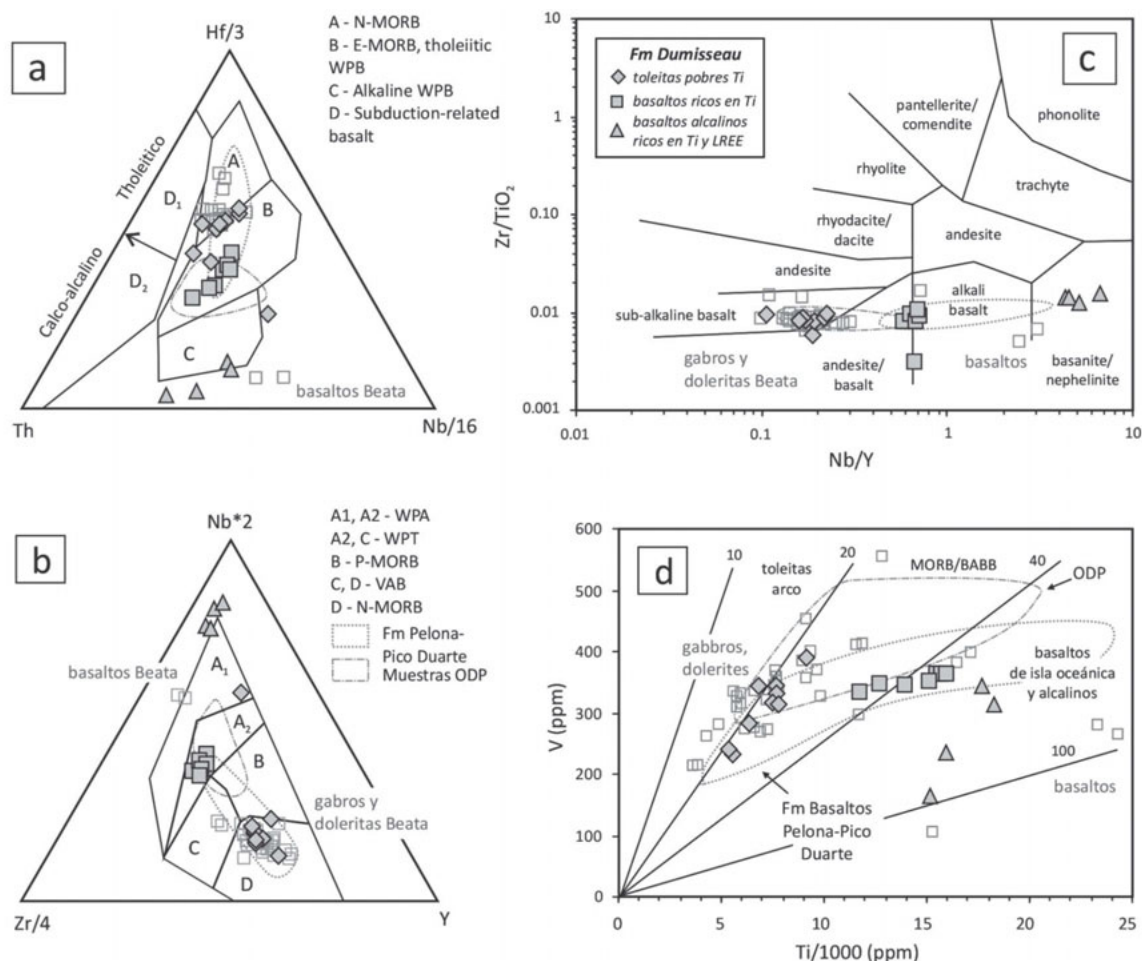 a
Hf/3
A - N-MORB
B - E-MORB, tholeiitic
WPB
C - Alkaline WPB
D - Subduction-related
basalt
Tholeitico
Calco-alcalino
A
B
C
D1
D2
basaltos Beata
Th
Nb/16
c
Fm Dumisseau
toleitas pobres Ti
basaltos ricos en Ti
basaltos alcalinos
ricos en Ti y LREE
pantellerite/
comendite
phonolite
rhyolite
trachyte
rhyodacite/
dacite
andesite
andesite
sub-alkaline basalt
alkali
basalt
gabros y
doleritas Beata
andesite/
basalt
basaltos
basanite/
nephelinite
Zr/TiO2
1
0.10
0.01
0.001
0.01
0.1
1
10
Nb/Y
b
Nb*2
A1, A2 - WPA
A2, C - WPT
B - P-MORB
C, D - VAB
D - N-MORB
Fm Pelona-
Pico Duarte
Muestras ODP
basaltos Beata
A1
A2
B
C
D
gabros y
doleritas Beata
Zr/4
Y
d
10
toleitas
arco
20
MORB/BABB
40
ODP
gabbros,
dolerites
basaltos
de isla oceánica
y alcalinos
100
basaltos
Fm Basaltos
Pelona-Pico
Duarte
V (ppm)
600
500
400
300
200
100
0
0
5
10
15
20
25
Ti/1000 (ppm)